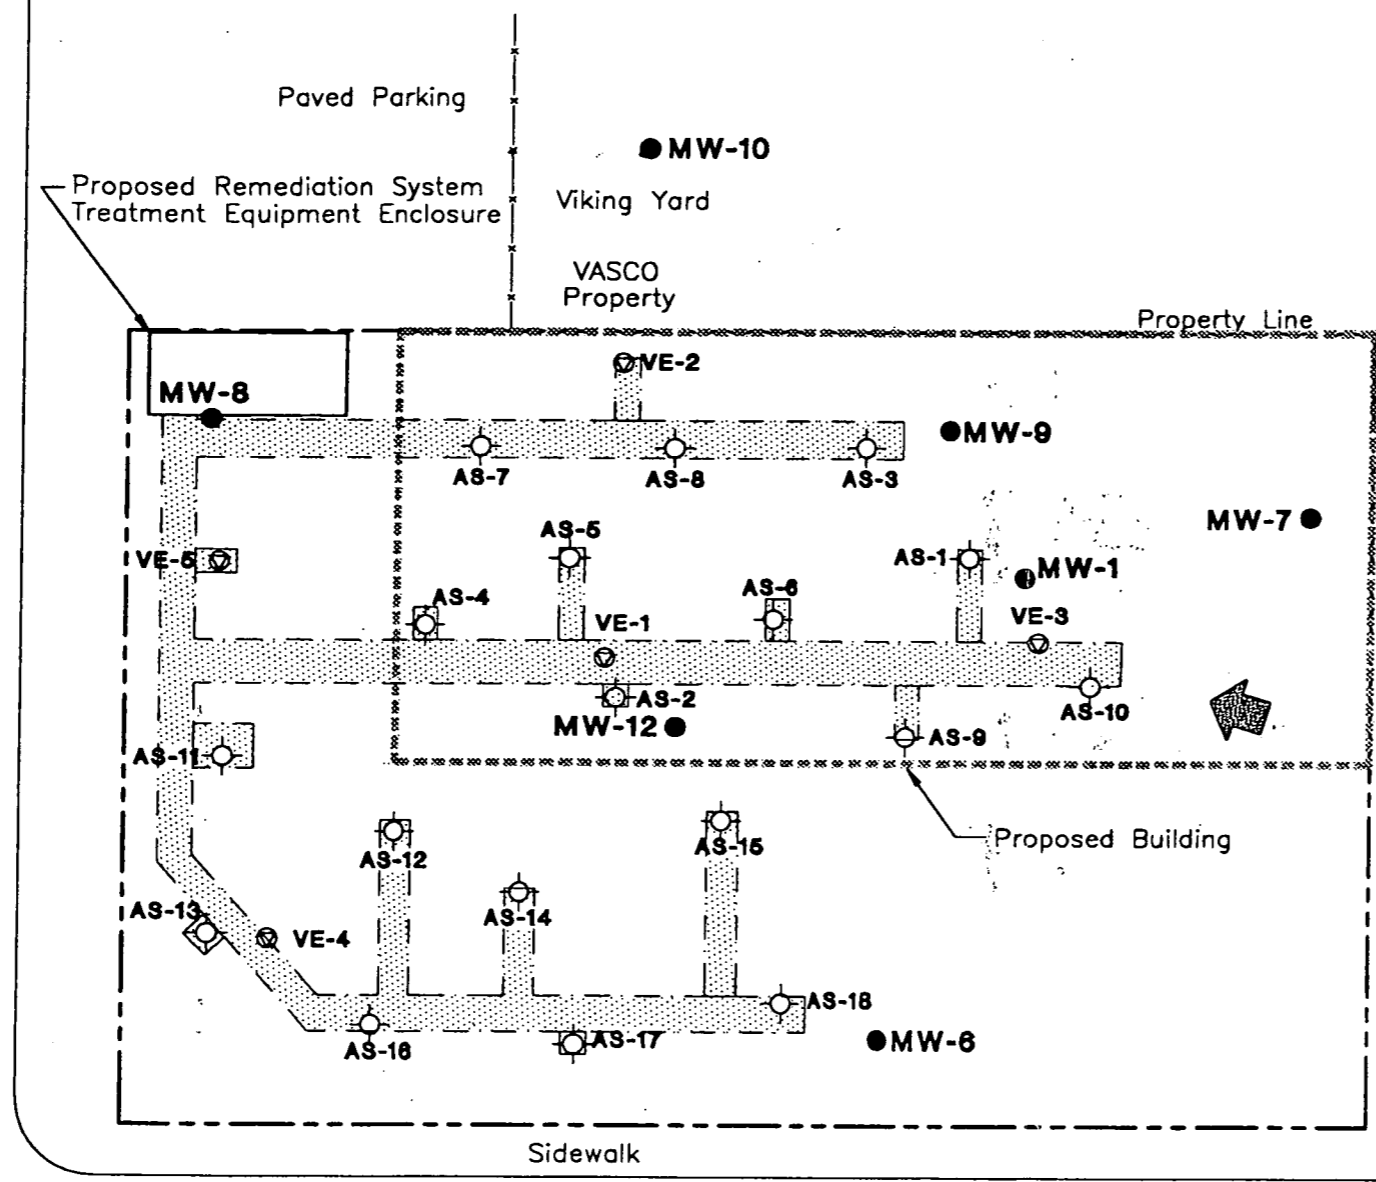 Paved Parking
MW-10
Proposed Remediation System
Treatment Equipment Enclosure
Viking Yard
VASCO
Property
Property Line
VE-2
MW-8
MW-9
AS-7
AS-8
AS-3
MW-7
AS-5
VE-5
AS-1
MW-1
AS-4
AS-6
VE-1
VE-3
AS-2
AS-10
MW-12
AS-9
AS-11
Proposed Building
AS-12
AS-15
AS-13
AS-14
VE-4
AS-18
AS-16
AS-17
MW-6
Sidewalk